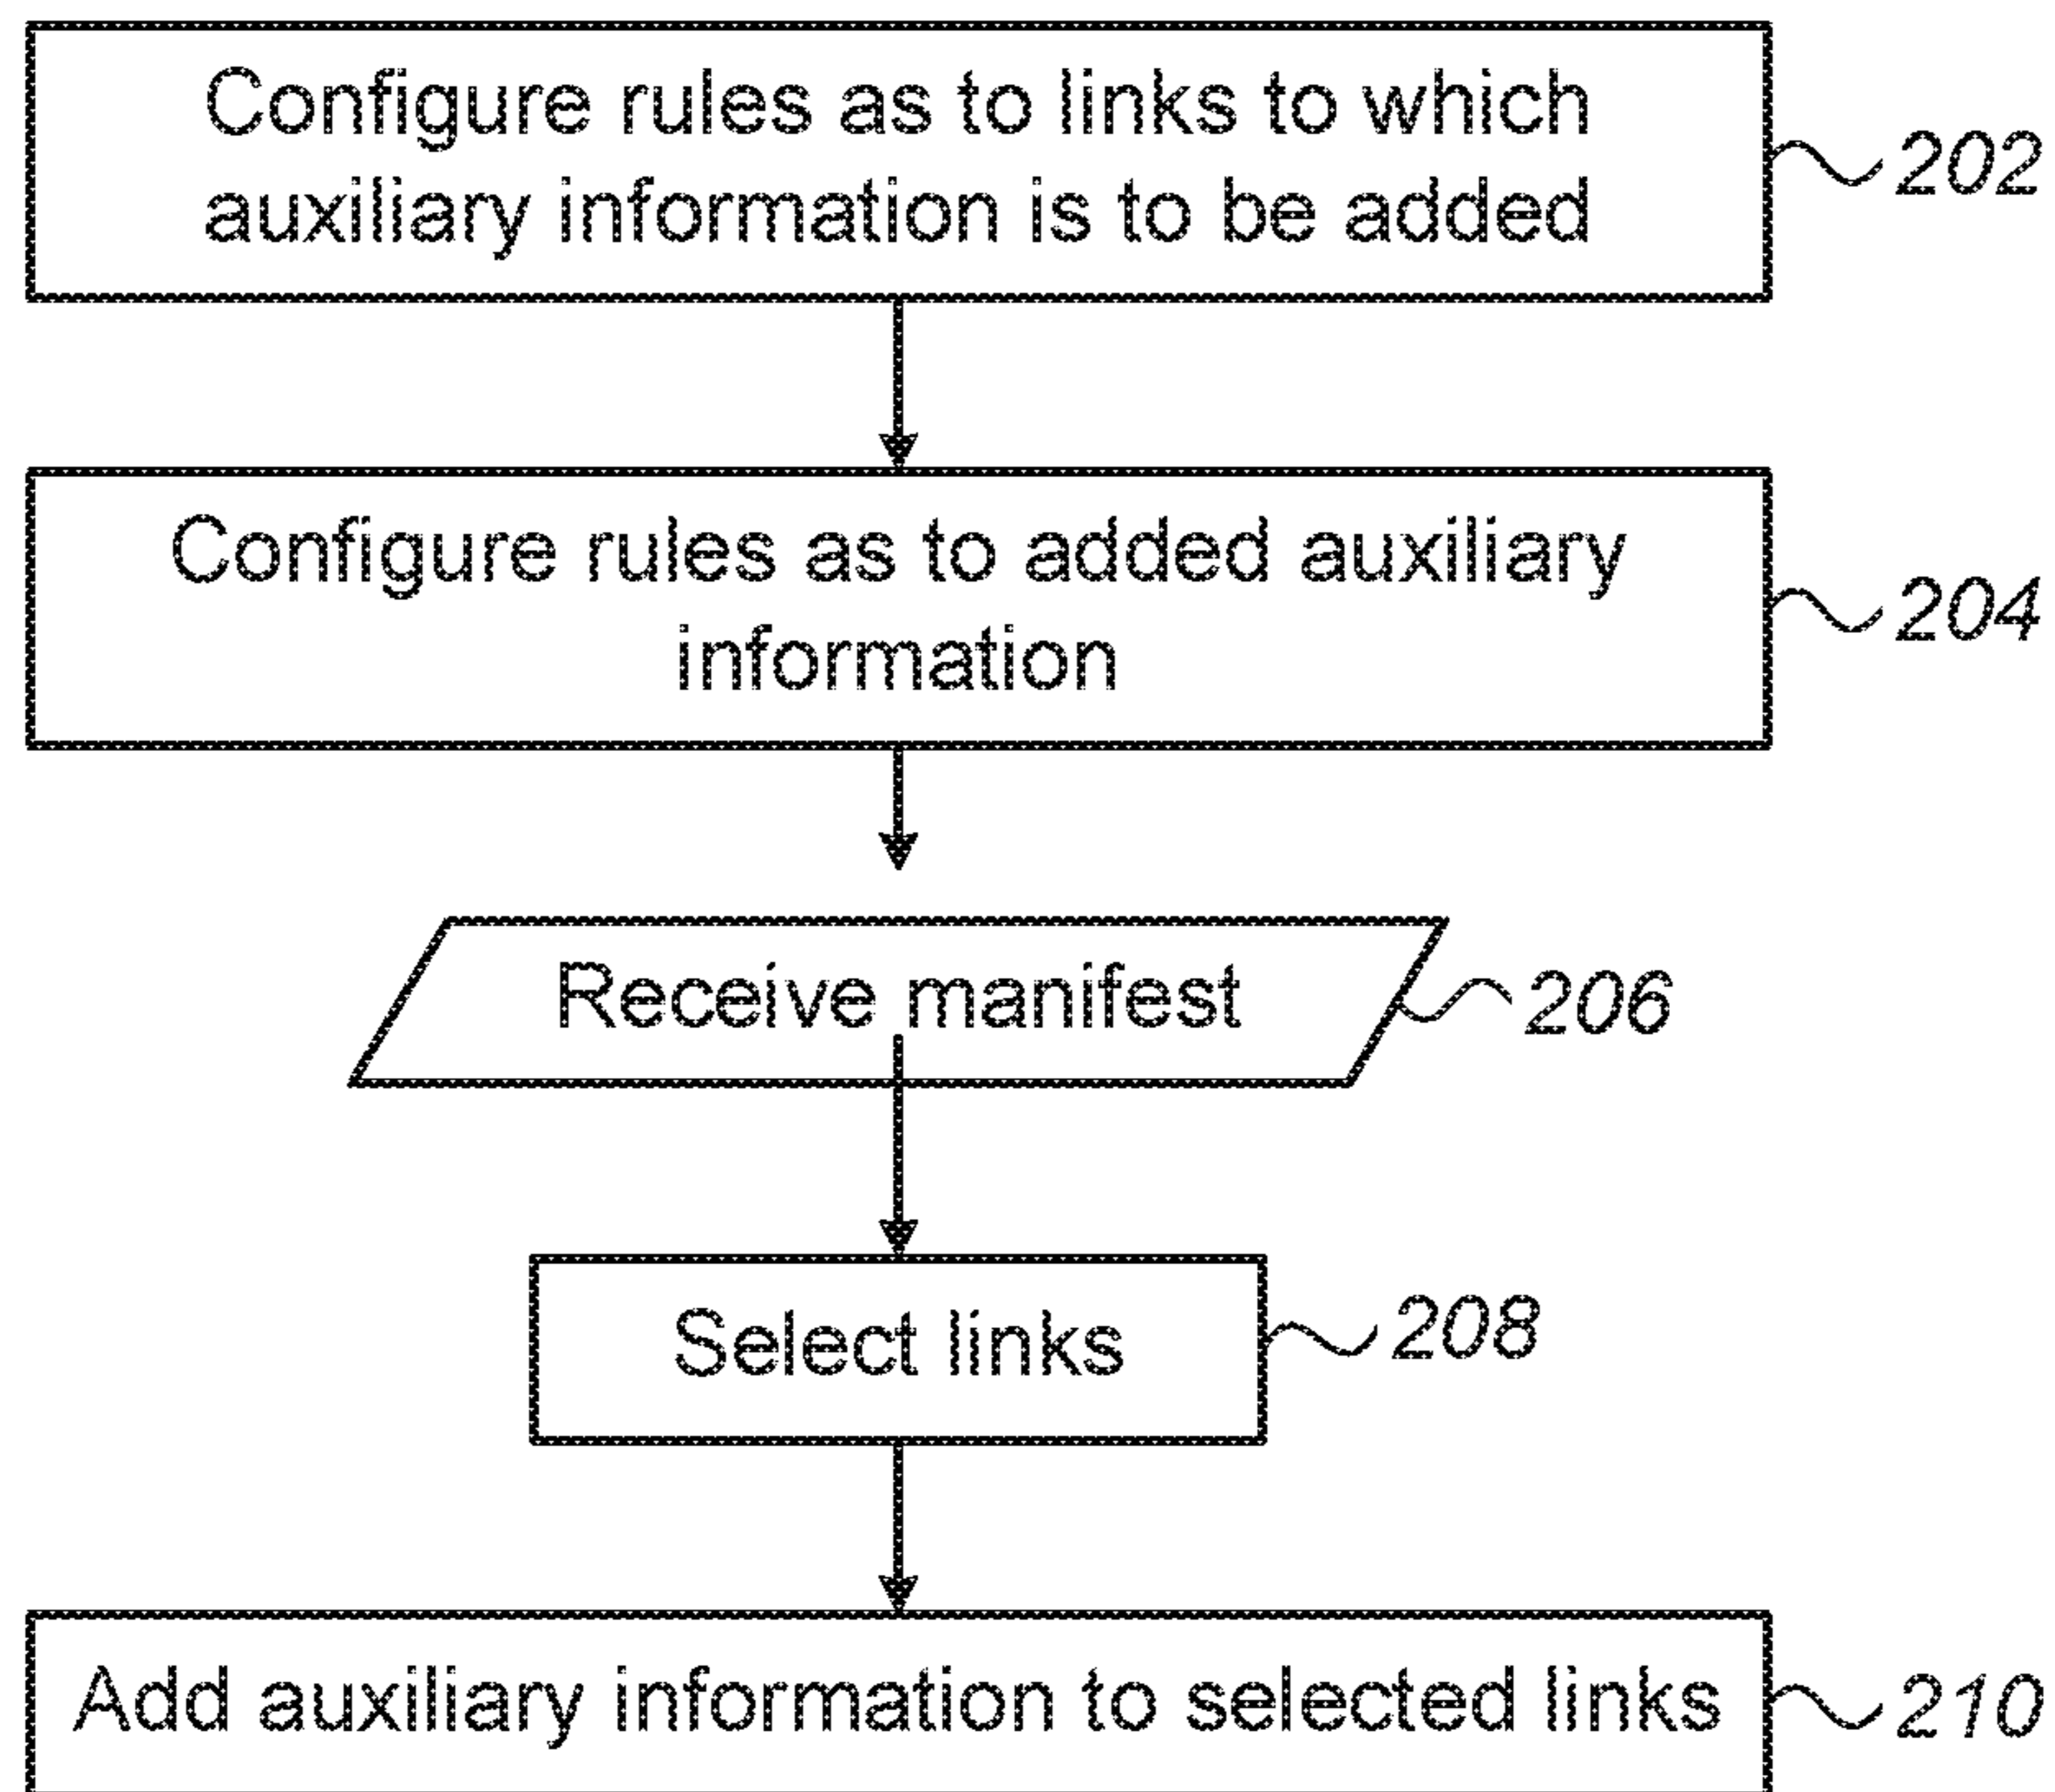 Configure rules as to links to which
auxiliary information is to be added
202
Configure rules as to added auxiliary
information
204
Receive manifest
206
Select links
208
Add auxiliary information to selected links
210